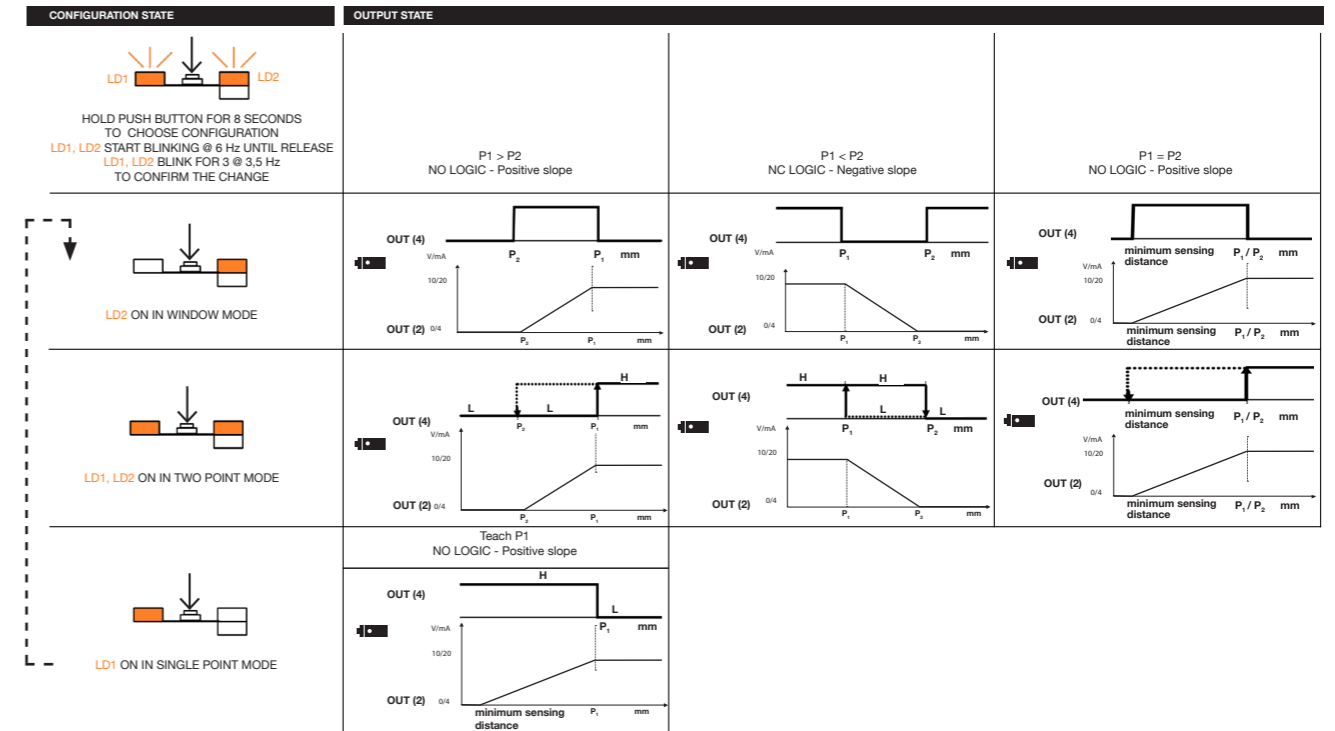 CONFIGURATION STATE
OUTPUT STATE
LD1
LD2
HOLD PUSH BUTTON FOR 8 SECONDS
TO CHOOSE CONFIGURATION
LD1, LD2 START BLINKING @ 6 Hz UNTIL RELEASE
LD1, LD2 BLINK FOR 3 @ 3,5 Hz
TO CONFIRM THE CHANGE
P1 > P2
NO LOGIC - Positive slope
P1 < P2
NC LOGIC - Negative slope
P1 = P2
NO LOGIC - Positive slope
LD2 ON IN WINDOW MODE
OUT (4)
P2 P1 mm
V/mA
10/20
OUT (2) 0/4
P2 P1 mm
OUT (4)
V/mA P1 P2 mm
10/20
OUT (2) 0/4
P1 P2 mm
OUT (4)
minimum sensing distance P1 / P2 mm
V/mA
10/20
OUT (2) 0/4
minimum sensing distance P1 / P2 mm
LD1, LD2 ON IN TWO POINT MODE
H
L L
OUT (4)
P2 P1 mm
V/mA
10/20
OUT (2) 0/4
P2 P1 mm
H H
OUT (4)
L L
V/mA P1 P2 mm
10/20
OUT (2) 0/4
P1 P2 mm
OUT (4)
minimum sensing distance P1 / P2 mm
V/mA
10/20
OUT (2) 0/4
minimum sensing distance P1 / P2 mm
LD1 ON IN SINGLE POINT MODE
Teach P1
NO LOGIC - Positive slope
H
OUT (4)
L
V/mA P1 mm
10/20
OUT (2) 0/4
minimum sensing distance P1 mm